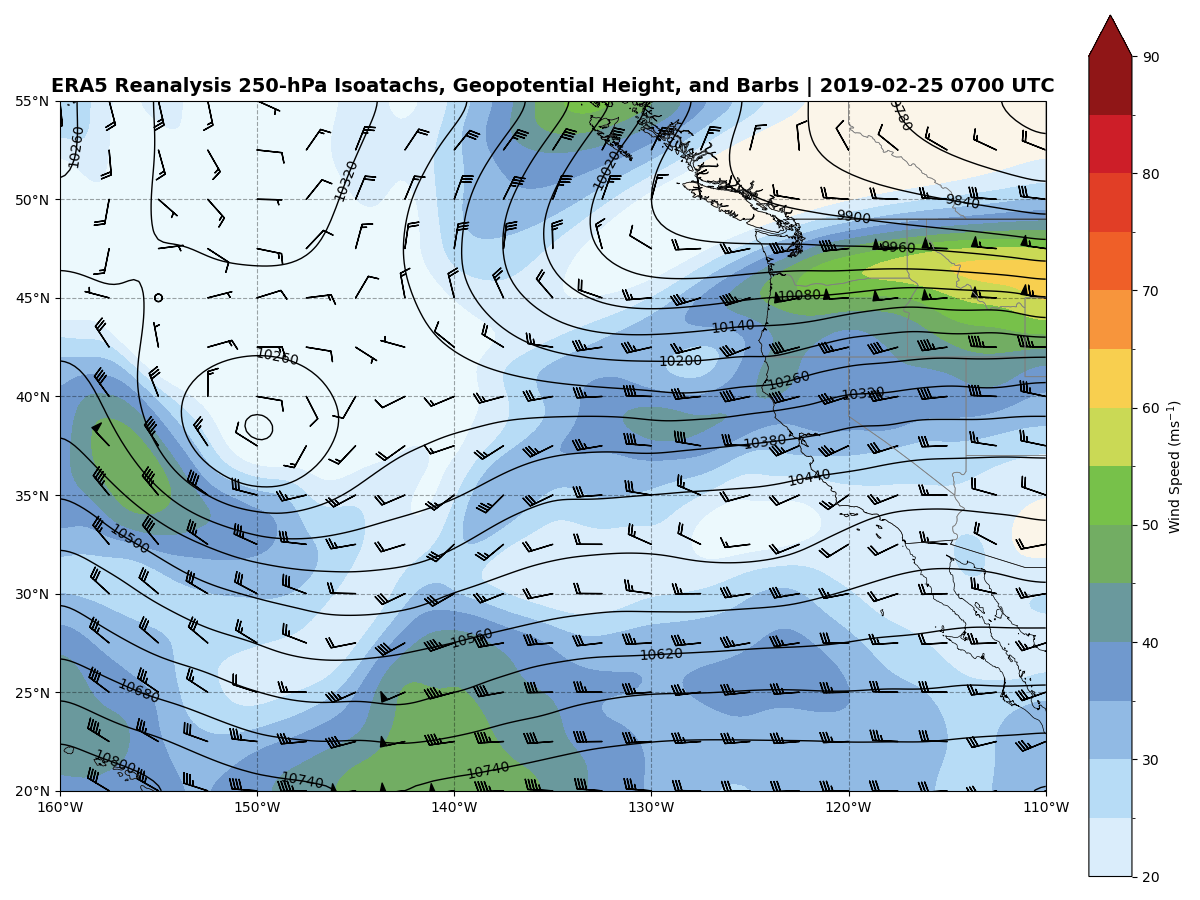 ERA5 Reanalysis 250-hPa Isoatachs, Geopotential Height, and Barbs | 2019-02-25 0700 UTC
55°N
50°N
45°N
40°N
35°N
30°N
25°N
20°N
160°W
150°W
140°W
130°W
120°W
110°W
10260
10320
10020
9780
9840
9900
9960
10080
10140
10200
10260
10260
10320
10380
10440
10500
10560
10620
10680
10800
10740
10740
90
80
70
60
50
40
30
20
Wind Speed (ms⁻¹)